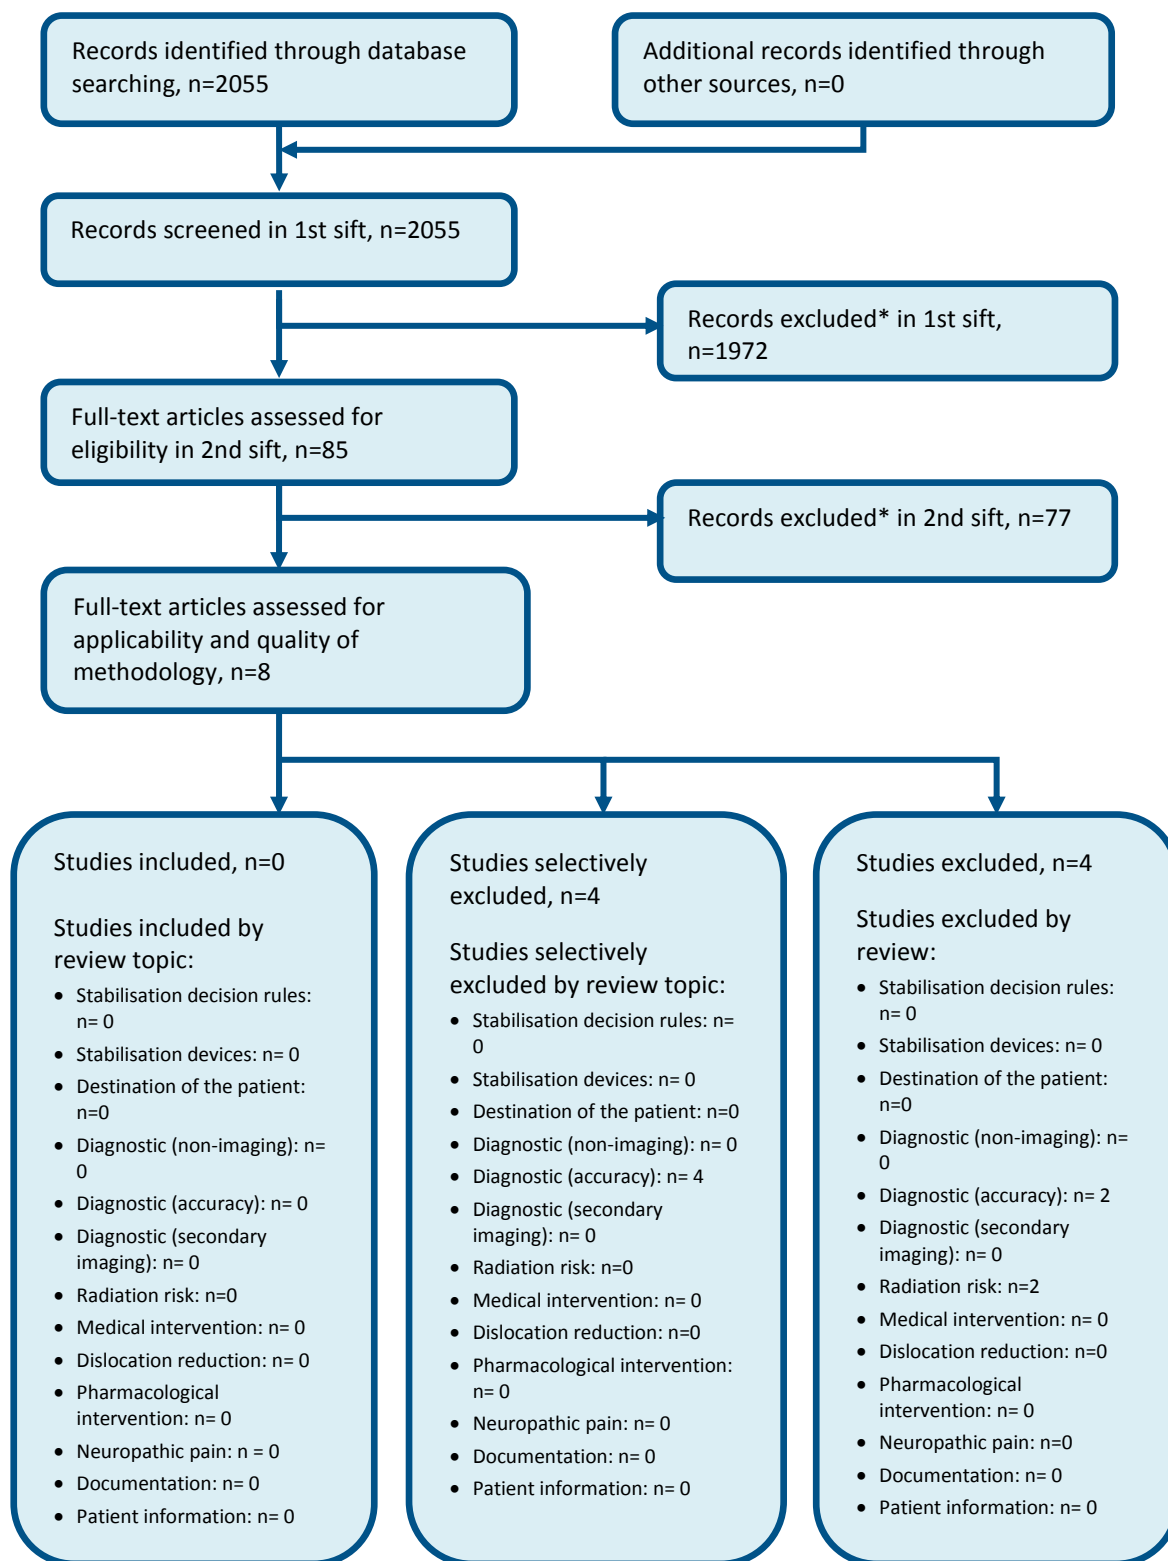 Records identified through database
searching, n=2055
Additional records identified through
other sources, n=0
Records screened in 1st sift, n=2055
Records excluded* in 1st sift,
n=1972
Full-text articles assessed for
eligibility in 2nd sift, n=85
Records excluded* in 2nd sift, n=77
Full-text articles assessed for
applicability and quality of
methodology, n=8
Studies included, n=0
Studies included by
review topic:
• Stabilisation decision rules:
n= 0
• Stabilisation devices: n= 0
• Destination of the patient:
n=0
• Diagnostic (non-imaging): n=
0
• Diagnostic (accuracy): n= 0
• Diagnostic (secondary
imaging): n= 0
• Radiation risk: n=0
• Medical intervention: n= 0
• Dislocation reduction: n= 0
• Pharmacological
intervention: n= 0
• Neuropathic pain: n = 0
• Documentation: n= 0
• Patient information: n= 0
Studies selectively
excluded, n=4
Studies selectively
excluded by review topic:
• Stabilisation decision rules: n=
0
• Stabilisation devices: n= 0
• Destination of the patient: n=0
• Diagnostic (non-imaging): n= 0
• Diagnostic (accuracy): n= 4
• Diagnostic (secondary
imaging): n= 0
• Radiation risk: n=0
• Medical intervention: n= 0
• Dislocation reduction: n=0
• Pharmacological intervention:
n= 0
• Neuropathic pain: n= 0
• Documentation: n= 0
• Patient information: n= 0
Studies excluded, n=4
Studies excluded by
review:
• Stabilisation decision rules:
n= 0
• Stabilisation devices: n= 0
• Destination of the patient:
n=0
• Diagnostic (non-imaging): n=
0
• Diagnostic (accuracy): n= 2
• Diagnostic (secondary
imaging): n= 0
• Radiation risk: n=2
• Medical intervention: n= 0
• Dislocation reduction: n=0
• Pharmacological
intervention: n= 0
• Neuropathic pain: n=0
• Documentation: n= 0
• Patient information: n= 0